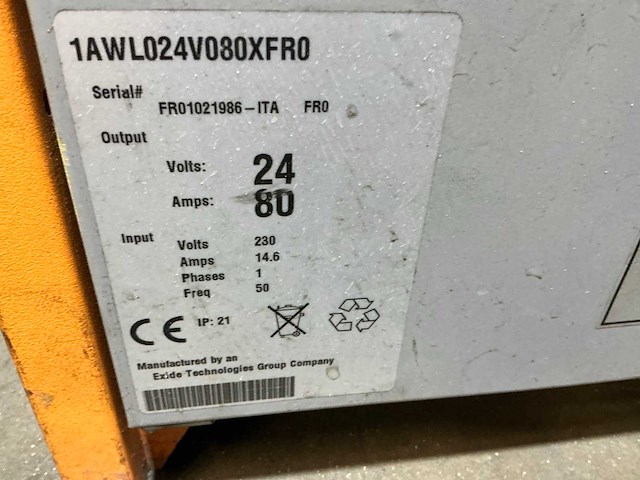 1AWL024V080XFR0
Serial#
FR01021986-ITA FR0
Output
Volts: 24
Amps: 80
Input Volts 230
Amps 14.6
Phases 1
Freq 50
CE IP: 21
Manufactured by an
Exide Technologies Group Company